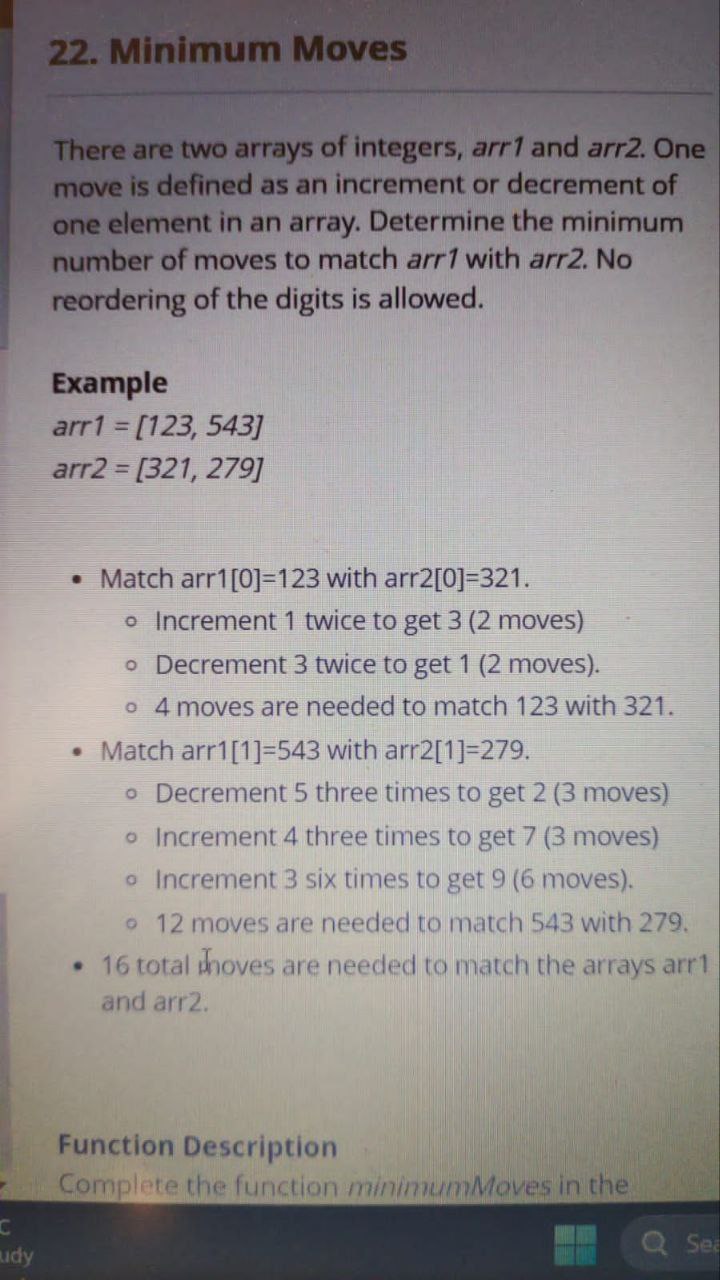 22. Minimum Moves
There are two arrays of integers, arr1 and arr2. One
move is defined as an increment or decrement of
one element in an array. Determine the minimum
number of moves to match arr1 with arr2. No
reordering of the digits is allowed.
Example
arr1 = [123, 543]
arr2 = [321, 279]
• Match arr1[0]=123 with arr2[0]=321.
o Increment 1 twice to get 3 (2 moves)
o Decrement 3 twice to get 1 (2 moves).
o 4 moves are needed to match 123 with 321.
• Match arr1[1]=543 with arr2[1]=279.
o Decrement 5 three times to get 2 (3 moves)
o Increment 4 three times to get 7 (3 moves)
o Increment 3 six times to get 9 (6 moves).
o 12 moves are needed to match 543 with 279.
• 16 total moves are needed to match the arrays arr1
and arr2.
Function Description
Complete the function minimumMoves in the
C
udy
Sea